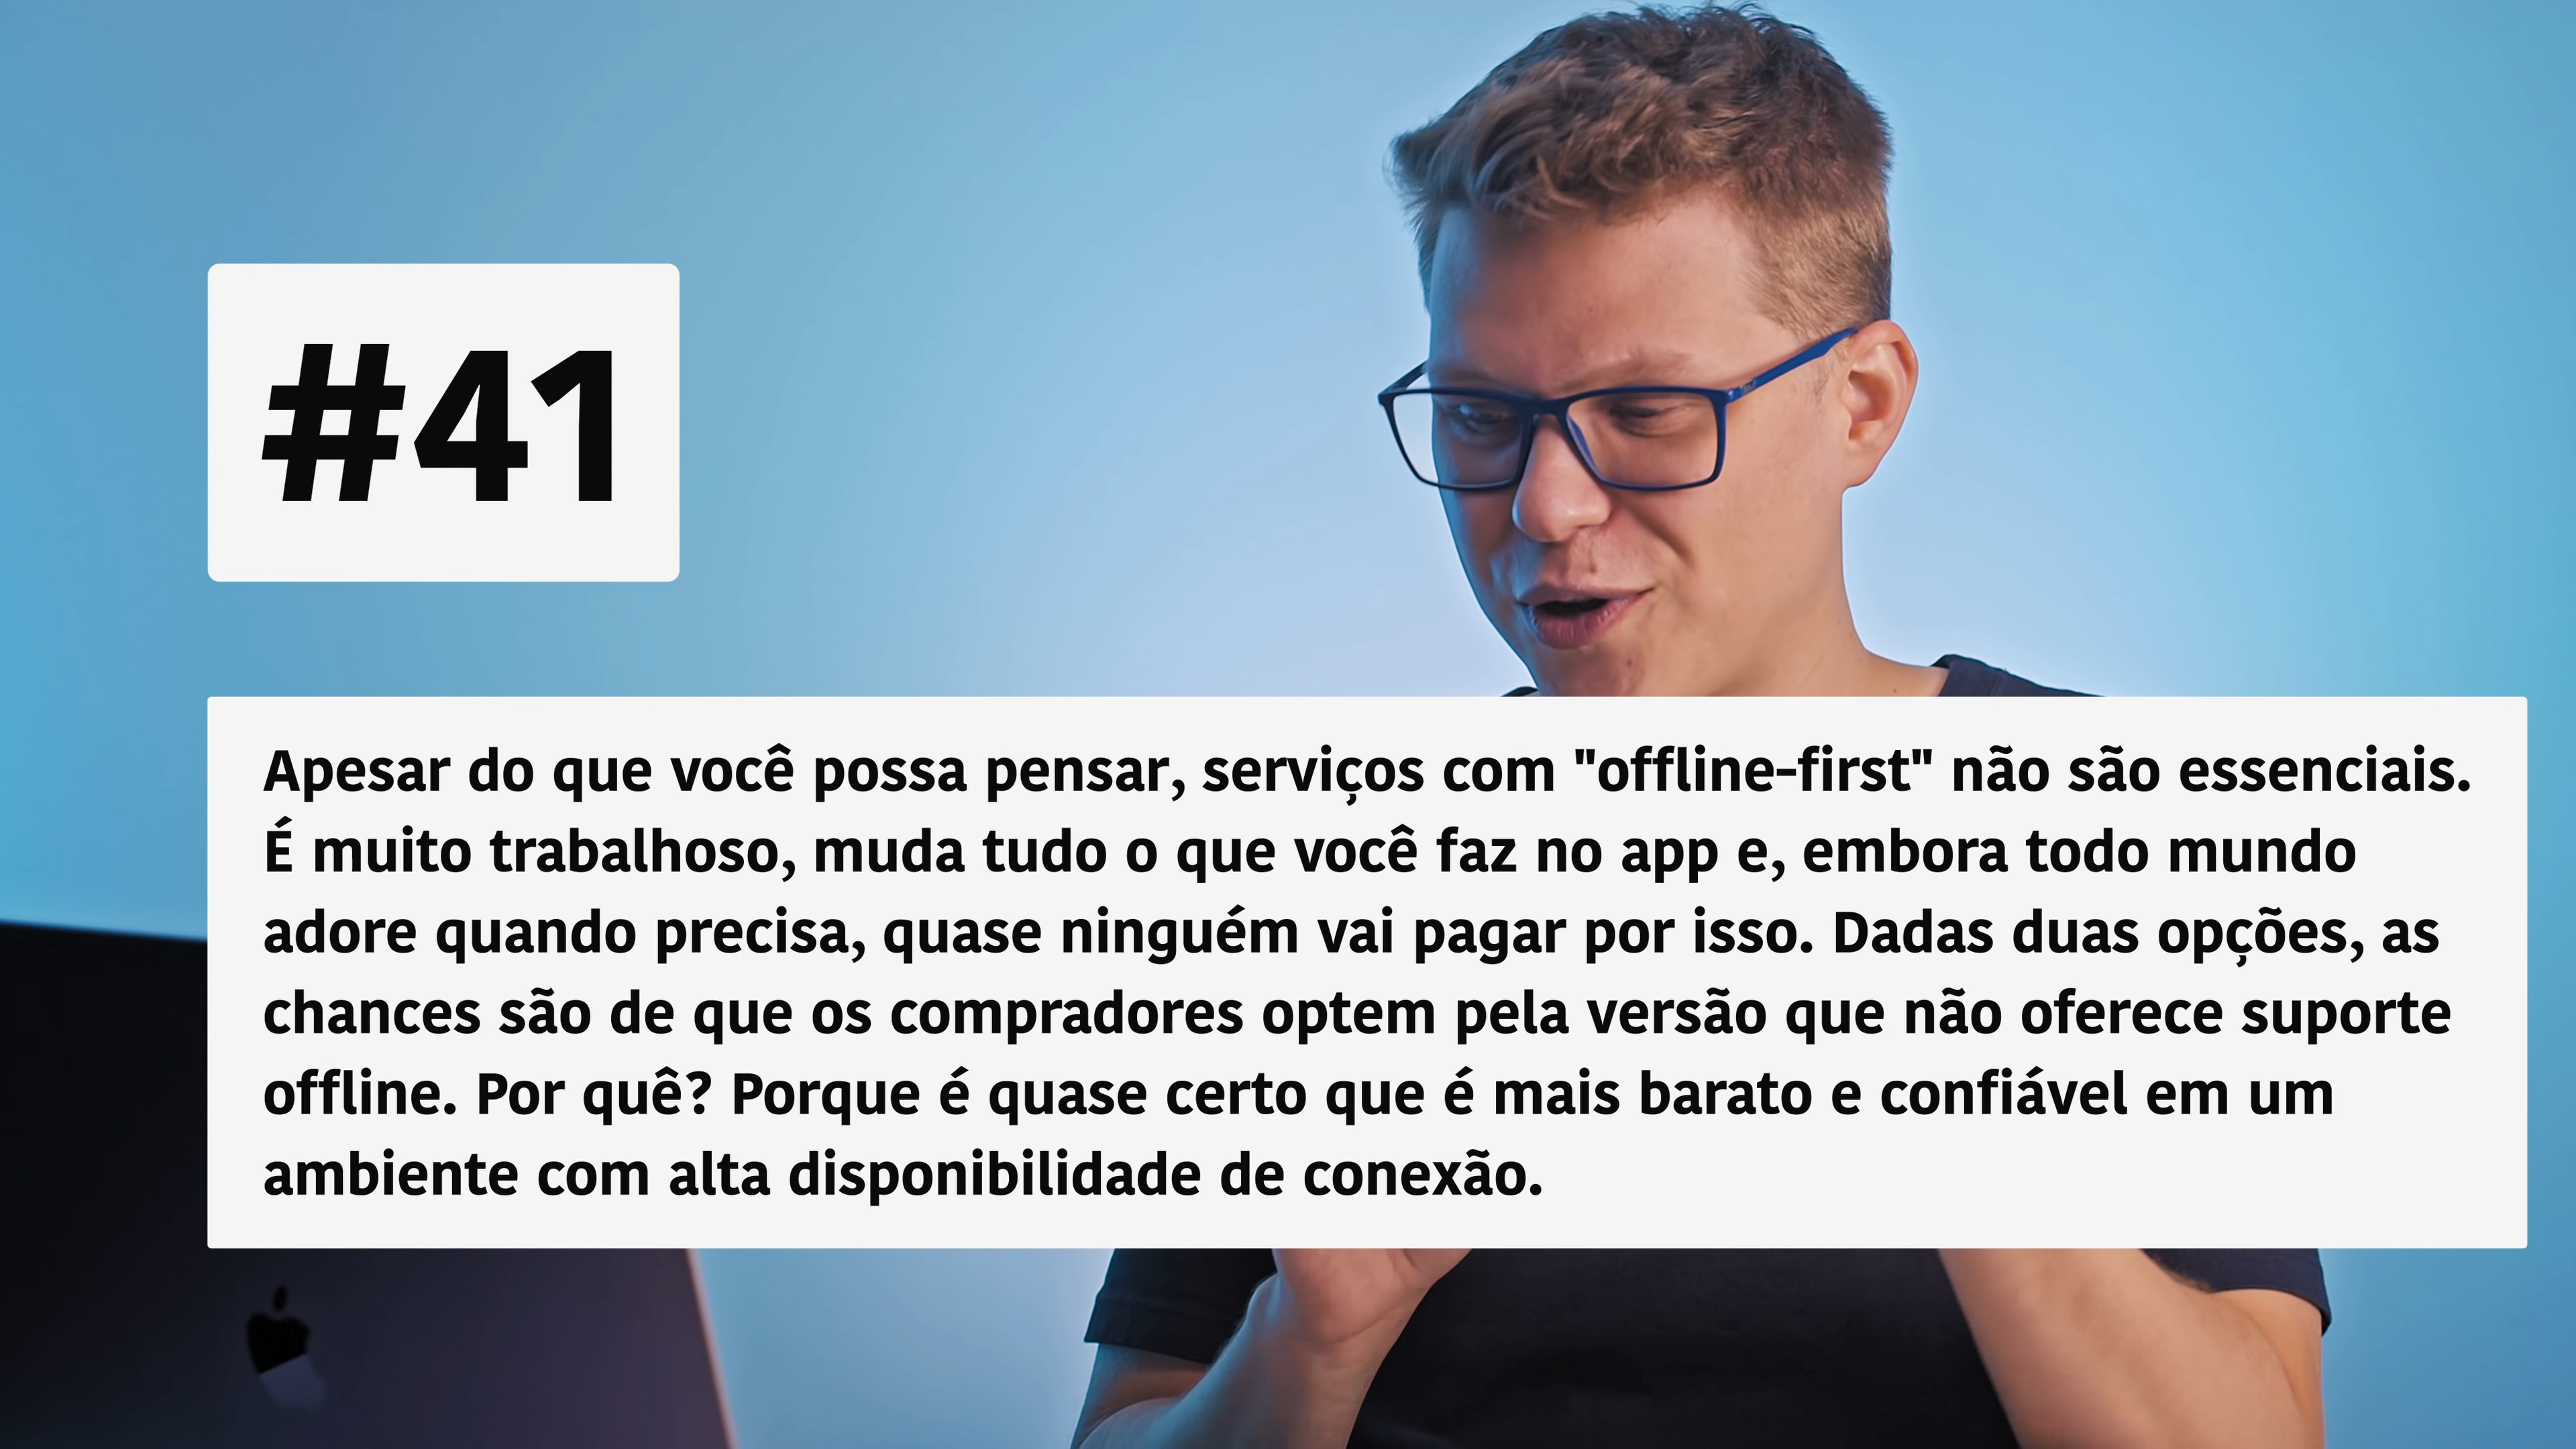 #41
Apesar do que você possa pensar, serviços com "offline-first" não são essenciais.
É muito trabalhoso, muda tudo o que você faz no app e, embora todo mundo
adore quando precisa, quase ninguém vai pagar por isso. Dadas duas opções, as
chances são de que os compradores optem pela versão que não oferece suporte
offline. Por quê? Porque é quase certo que é mais barato e confiável em um
ambiente com alta disponibilidade de conexão.